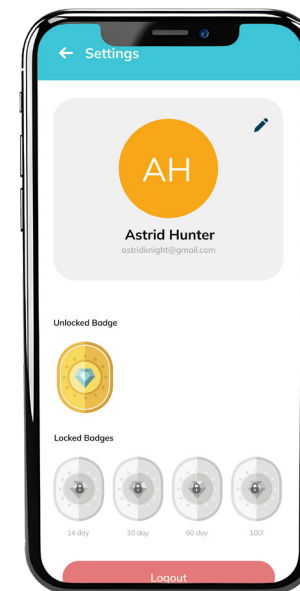 Settings
AH
Astrid Hunter
astridknight@gmail.com
Unlocked Badge
Locked Badges
14 day 30 day 60 day 100!
Logout